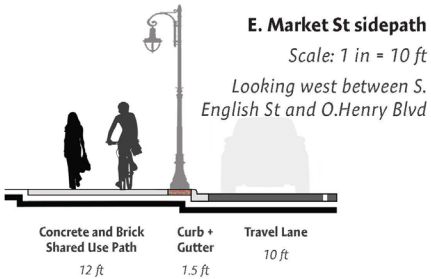 E. Market St sidepath
Scale: 1 in = 10 ft
Looking west between S.
English St and O.Henry Blvd
Concrete and Brick
Shared Use Path
12 ft
Curb +
Gutter
1.5 ft
Travel Lane
10 ft